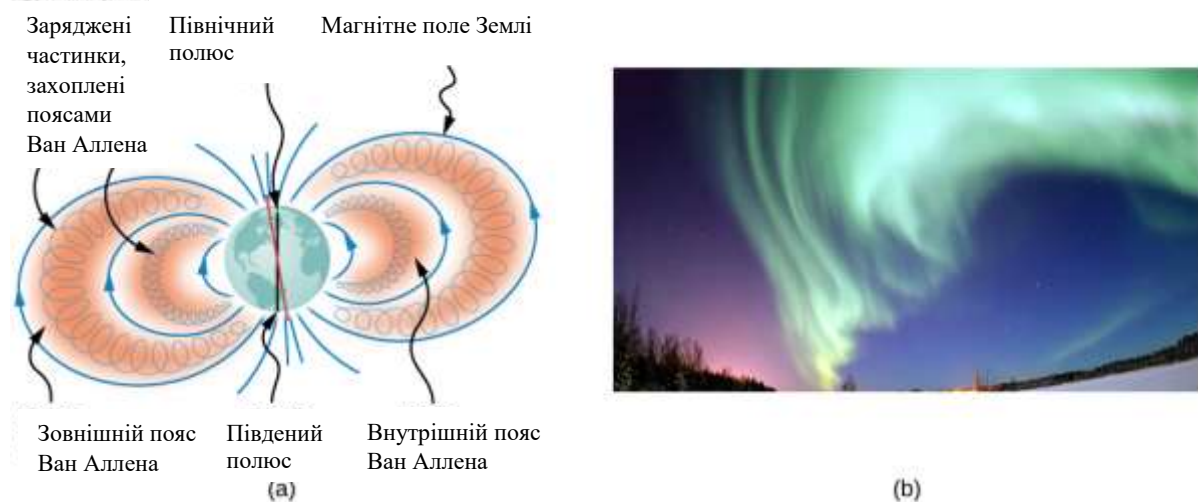 Заряджені
частинки,
захоплені
поясами
Ван Аллена
Північний
полюс
Магнітне поле Землі
Зовнішній пояс
Ван Аллена
Південий
полюс
Внутрішній пояс
Ван Аллена
(a)
(b)